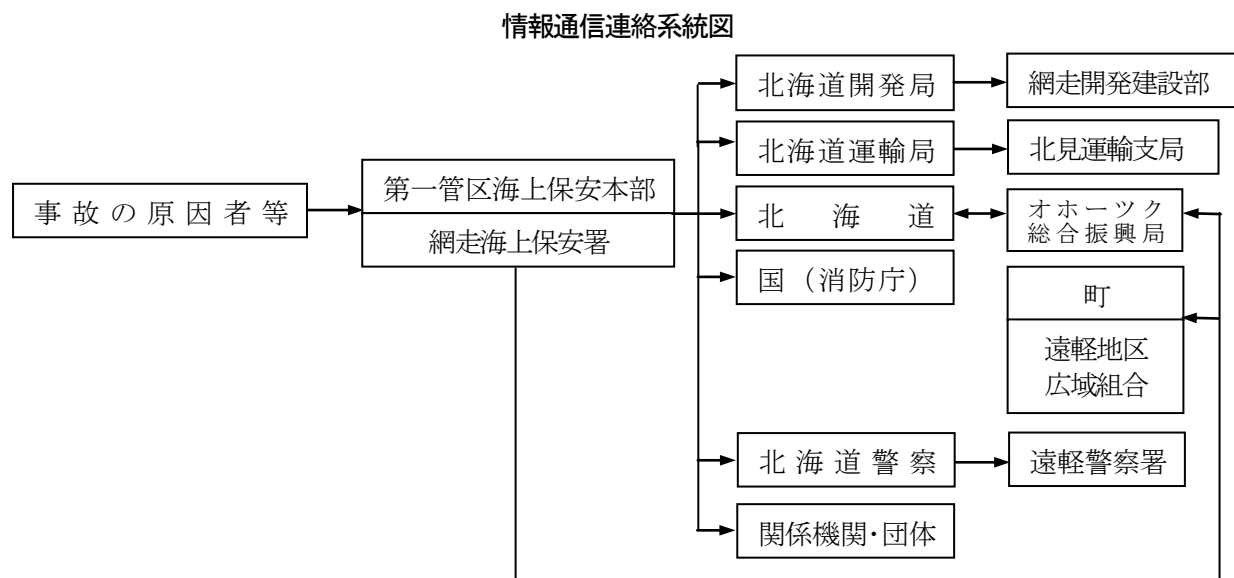 情報通信連絡系統図
北海道開発局
網走開発建設部
北海道運輸局
北見運輸支局
事故の原因者等
第一管区海上保安本部
網走海上保安署
北海道
オホーツク
総合振興局
国（消防庁）
町
遠軽地区
広域組合
北海道警察
遠軽警察署
関係機関・団体